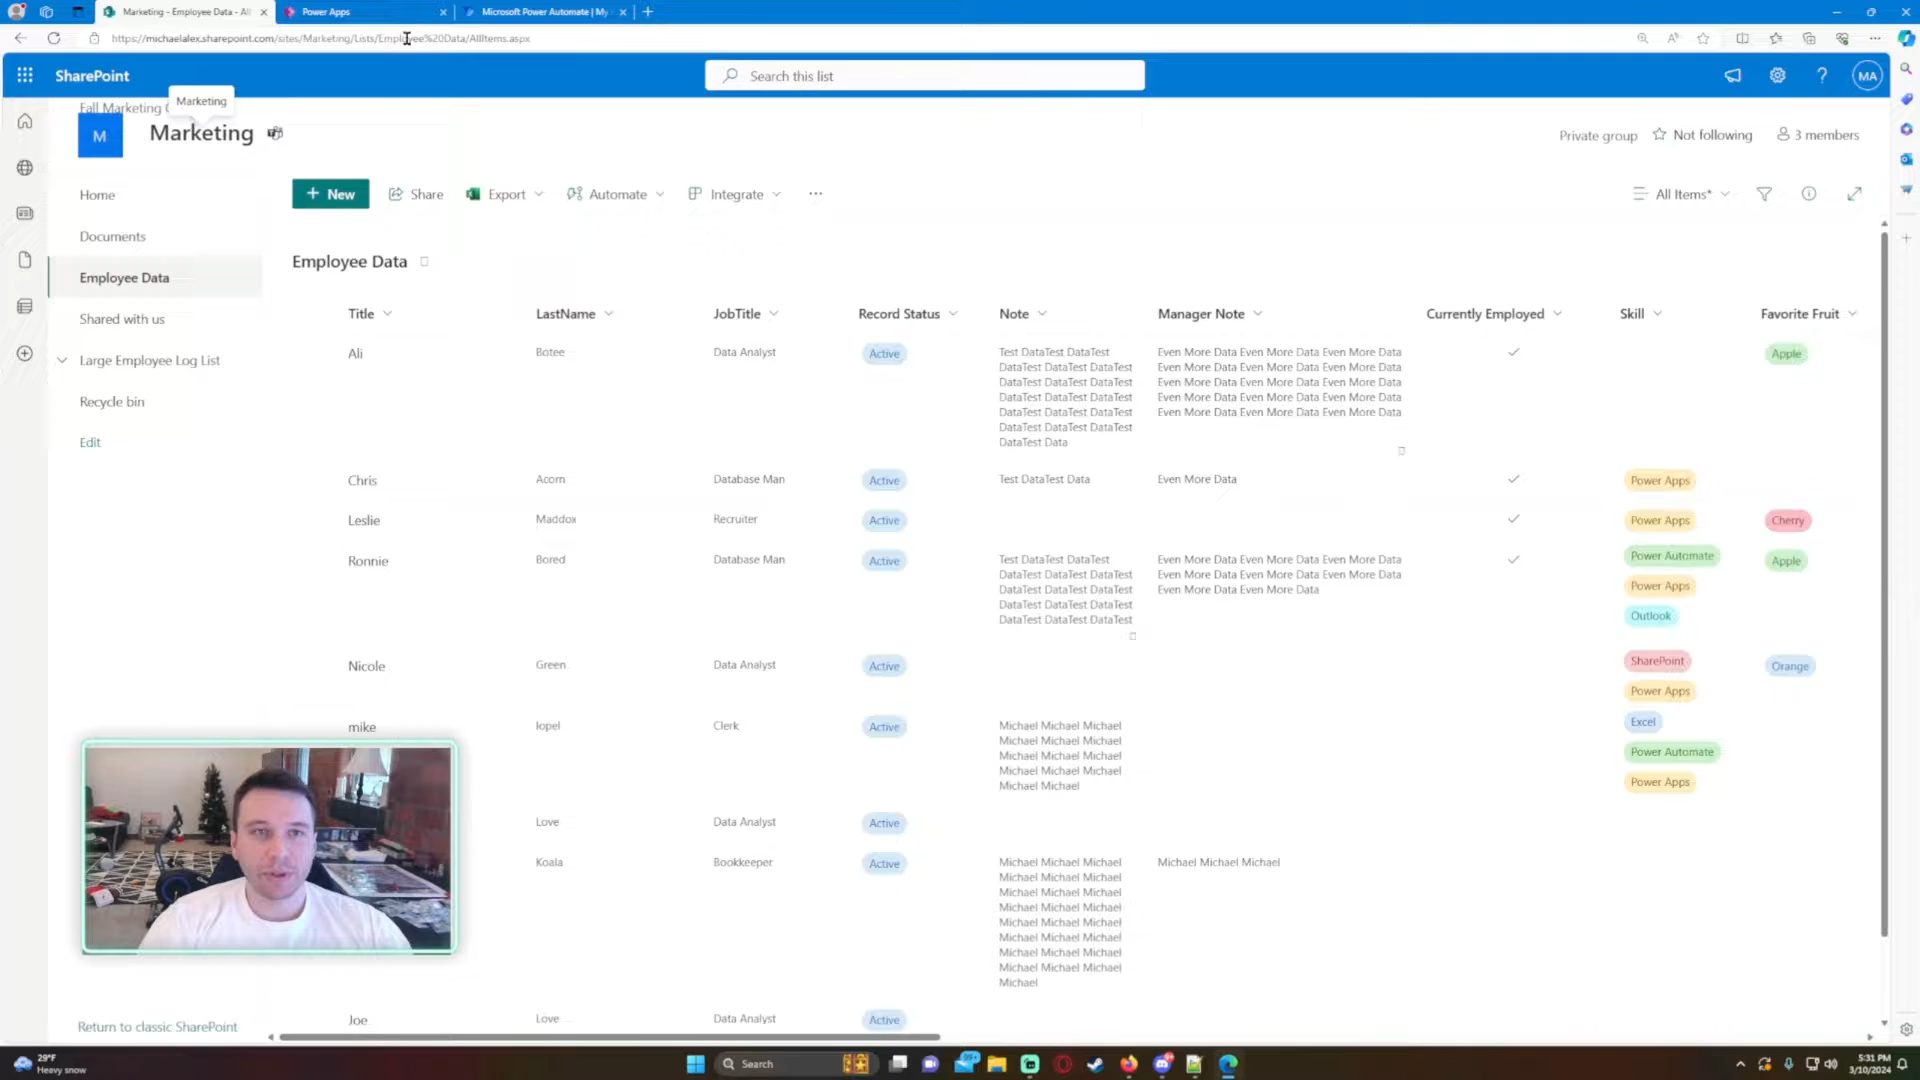 Marketing - Employee Data - All
Power Apps
Microsoft Power Automate | My
https://michaelalex.sharepoint.com/sites/Marketing/Lists/Employee%20Data/AllItems.aspx
SharePoint
Search this list
MA
Fall Marketing
Marketing
M
Marketing
Private group
Not following
3 members
Home
Documents
Employee Data
Shared with us
Large Employee Log List
Recycle bin
Edit
Return to classic SharePoint
New
Share
Export
Automate
Integrate
All Items*
Employee Data
Title LastName JobTitle Record Status Note Manager Note Currently Employed Skill Favorite Fruit
Ali Botee Data Analyst Active
Test DataTest DataTest
DataTest DataTest DataTest
DataTest DataTest DataTest
DataTest DataTest DataTest
DataTest DataTest DataTest
DataTest DataTest DataTest
DataTest Data
Even More Data Even More Data Even More Data
Even More Data Even More Data Even More Data
Even More Data Even More Data Even More Data
Even More Data Even More Data Even More Data
Even More Data Even More Data Even More Data
Apple
Chris Acorn Database Man Active Test DataTest Data Even More Data Power Apps
Leslie Maddox Recruiter Active Power Apps Cherry
Ronnie Bored Database Man Active
Test DataTest DataTest
DataTest DataTest DataTest
DataTest DataTest DataTest
DataTest DataTest DataTest
DataTest DataTest DataTest
Even More Data Even More Data Even More Data
Even More Data Even More Data Even More Data
Even More Data Even More Data
Power Automate
Power Apps
Outlook
Apple
Nicole Green Data Analyst Active
SharePoint
Power Apps
Orange
mike lopel Clerk Active
Michael Michael Michael
Michael Michael Michael
Michael Michael Michael
Michael Michael Michael
Michael Michael
Excel
Power Automate
Power Apps
Love Data Analyst Active
Koala Bookkeeper Active
Michael Michael Michael
Michael Michael Michael
Michael Michael Michael
Michael Michael Michael
Michael Michael Michael
Michael Michael Michael
Michael Michael Michael
Michael Michael Michael
Michael
Michael Michael Michael
Joe Love Data Analyst Active
29°F
Heavy snow
Search
99+
5:31 PM
3/10/2024